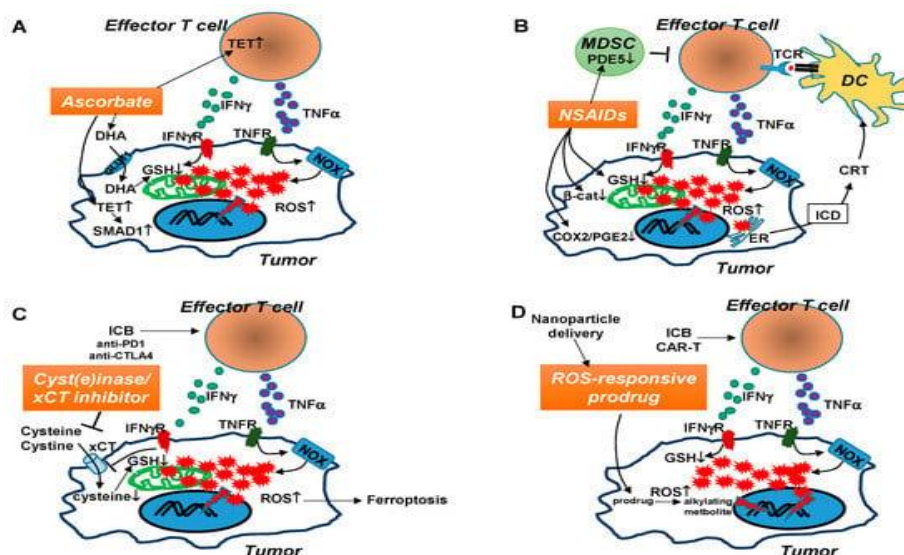 A
Effector T cell
TET↑
Ascorbate
IFNγ
TNFα
DHA
IFNγR
TNFR
NOX
GSH↓
DHA
TET↑
ROS↑
SMAD1↑
Tumor
B
Effector T cell
MDSC
PDE5↓
TCR
DC
NSAIDs
IFNγ
TNFα
IFNγR
TNFR
NOX
CRT
GSH↓
β-cat↓
ROS↑
ICD
COX2/PGE2↓
ER
Tumor
C
Effector T cell
ICB
anti-PD1
anti-CTLA4
Cyst(e)inase/
xCT inhibitor
IFNγ
TNFα
Cysteine
Cystine
xCT
IFNγR
TNFR
NOX
GSH↓
cysteine↓
ROS↑
Ferroptosis
Tumor
D
Effector T cell
Nanoparticle
delivery
ICB
CAR-T
ROS-responsive
prodrug
IFNγ
TNFα
IFNγR
TNFR
NOX
GSH↓
ROS↑
prodrug
alkylating
metbolite
Tumor